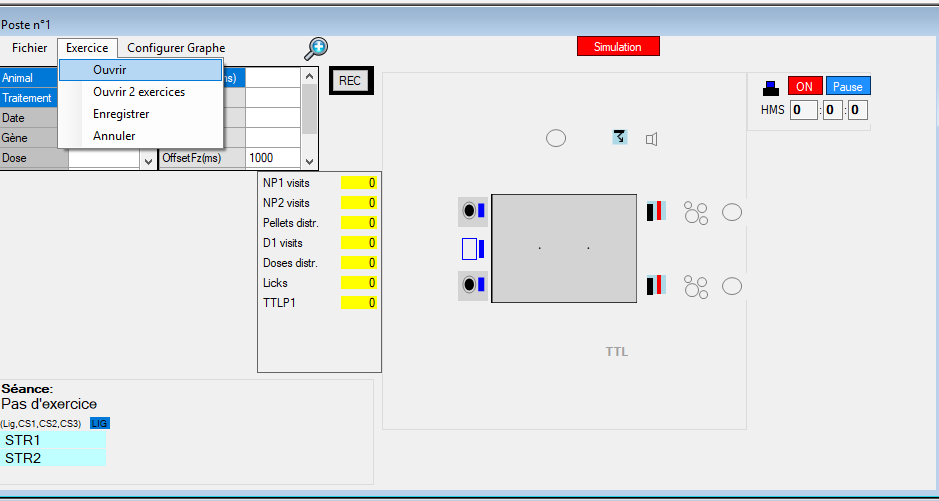 Poste n°1
Fichier Exercice Configurer Graphe
Simulation
Ouvrir
Ouvrir 2 exercices
Enregistrer
Annuler
Animal ns)
Traitement
Date
Gêne
Dose OffsetFz(ms) 1000
REC
ON Pause
HMS 0 : 0 : 0
NP1 visits 0
NP2 visits 0
Pellets distr. 0
D1 visits 0
Doses distr. 0
Licks 0
TTLP1 0
TTL
Séance:
Pas d'exercice
(Lig,CS1,CS2,CS3) LIG
STR1
STR2